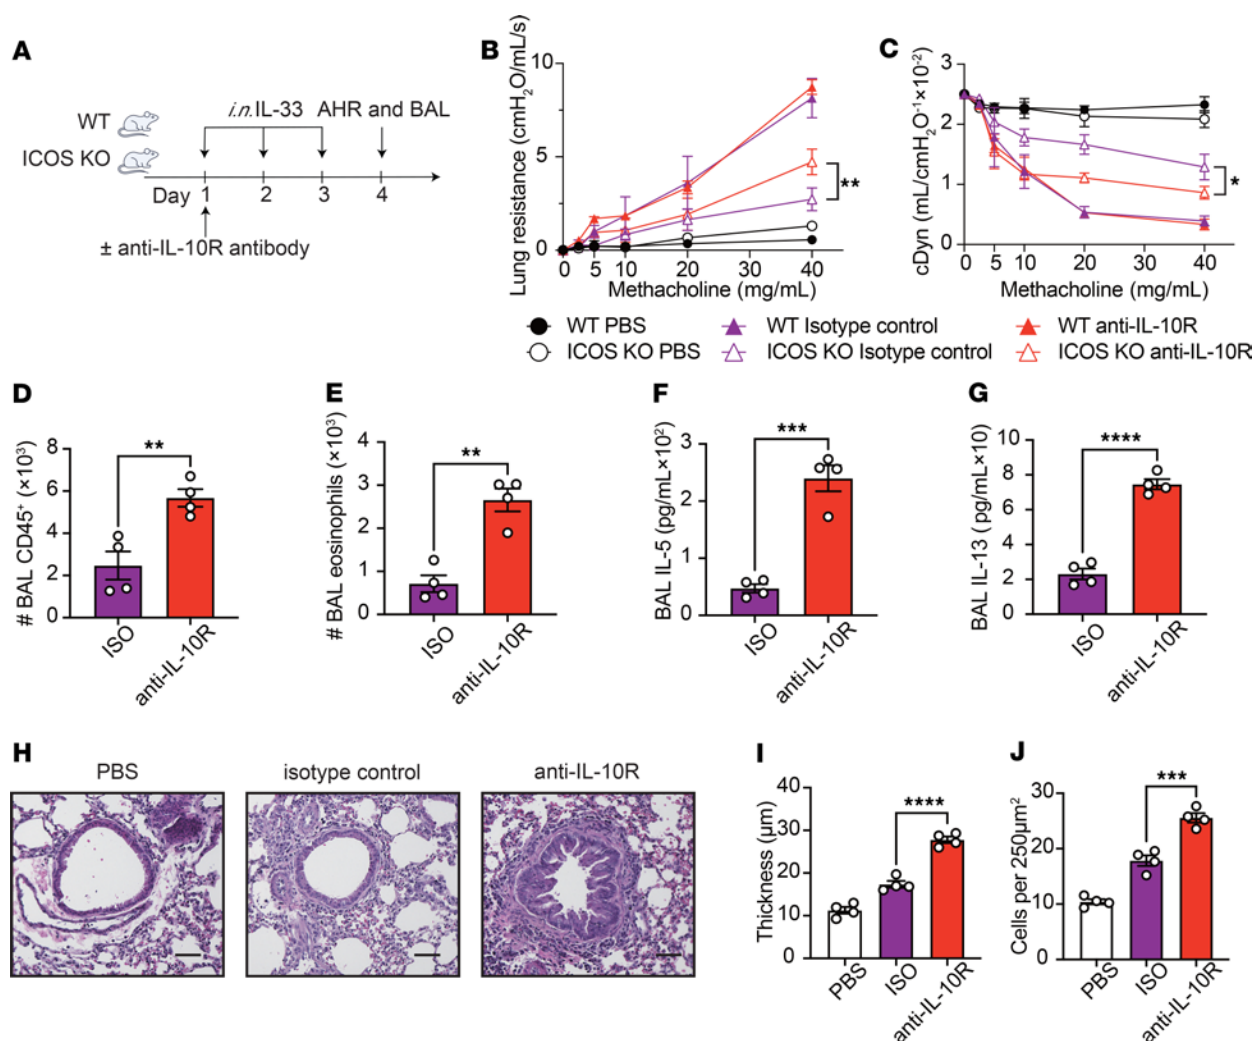 A
WT
ICOS KO
i.n.IL-33
AHR and BAL
Day 1 2 3 4
± anti-IL-10R antibody
B
Lung resistance (cmH₂O/mL/s)
10
5
0
0 5 10 20 40
Methacholine (mg/mL)
**
C
cDyn (mL/cmH₂O⁻¹×10⁻²)
3
2
1
0
0 5 10 20 40
Methacholine (mg/mL)
*
WT PBS
WT Isotype control
WT anti-IL-10R
ICOS KO PBS
ICOS KO Isotype control
ICOS KO anti-IL-10R
D
# BAL CD45⁺ (×10³)
8
6
4
2
0
**
ISO
anti-IL-10R
E
# BAL eosinophils (×10³)
4
3
2
1
0
**
ISO
anti-IL-10R
F
BAL IL-5 (pg/mL×10²)
3
2
1
0
***
ISO
anti-IL-10R
G
BAL IL-13 (pg/mL×10)
10
8
6
4
2
0
****
ISO
anti-IL-10R
H
PBS
isotype control
anti-IL-10R
I
Thickness (µm)
40
30
20
10
0
****
PBS
ISO
anti-IL-10R
J
Cells per 250µm²
30
20
10
0
***
PBS
ISO
anti-IL-10R